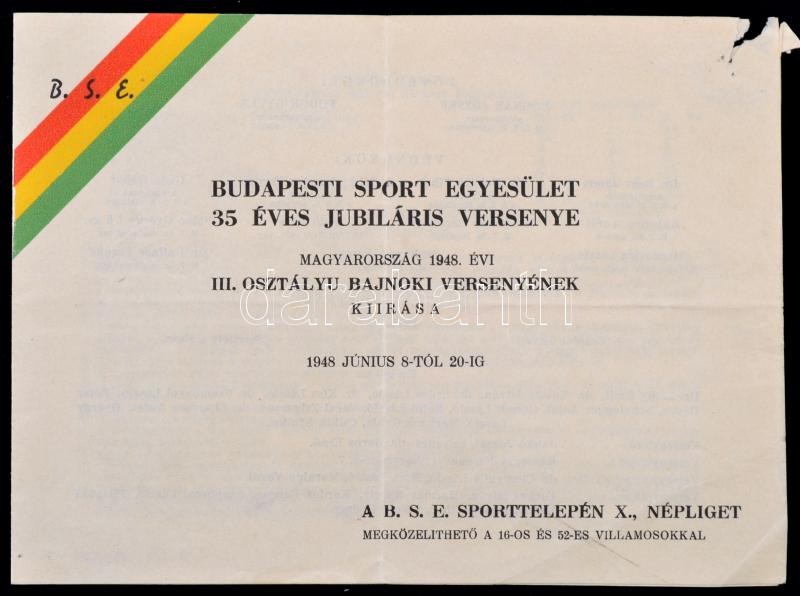 B. S. E.
BUDAPESTI SPORT EGYESÜLET
35 ÉVES JUBILÁRIS VERSENYE
MAGYARORSZÁG 1948. ÉVI
III. OSZTÁLYU BAJNOKI VERSENYÉNEK
KIIRÁSA
darabanth
1948 JÚNIUS 8-TÓL 20-IG
A B. S. E. SPORTTELEPÉN X., NÉPLIGET
MEGKÖZELITHETŐ A 16-OS ÉS 52-ES VILLAMOSOKKAL